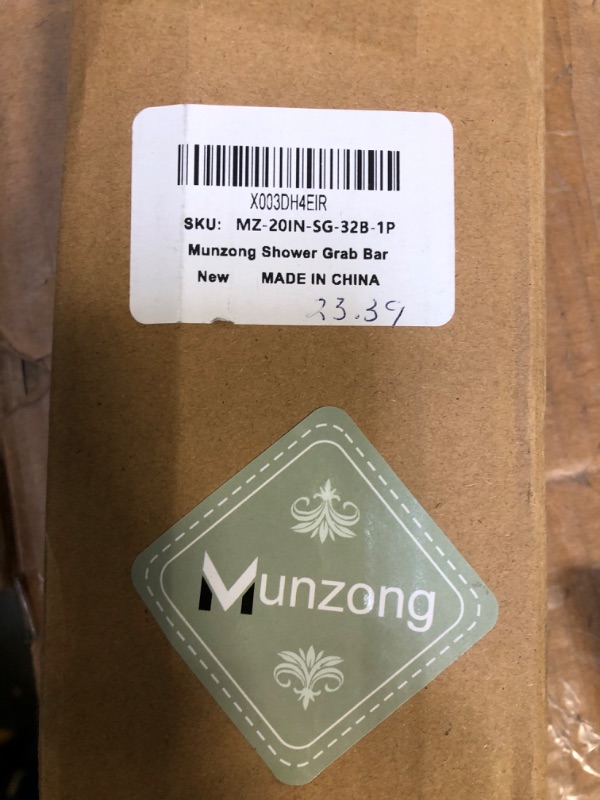 X003DH4EIR
SKU: MZ-20IN-SG-32B-1P
Munzong Shower Grab Bar
New MADE IN CHINA
23.39
Munzong